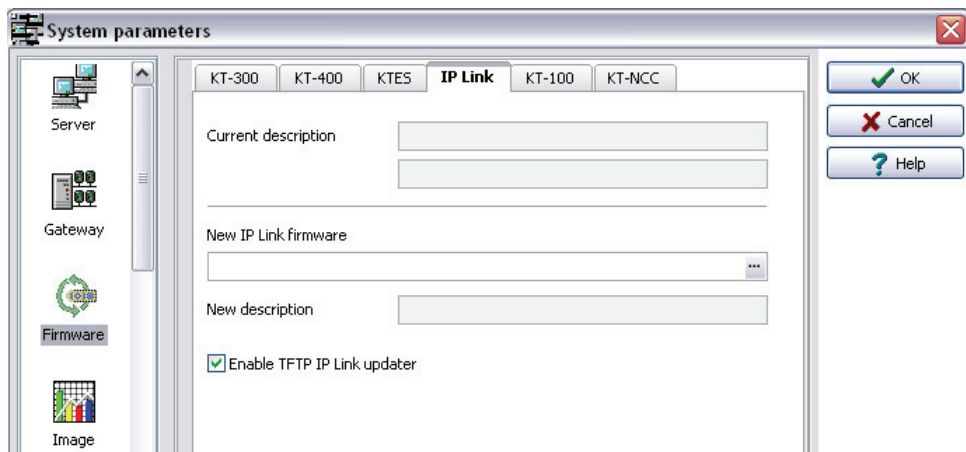 System parameters
Server
Gateway
Firmware
Image
KT-300 KT-400 KTES IP Link KT-100 KT-NCC
Current description
New IP Link firmware
...
New description
Enable TFTP IP Link updater
OK
Cancel
Help